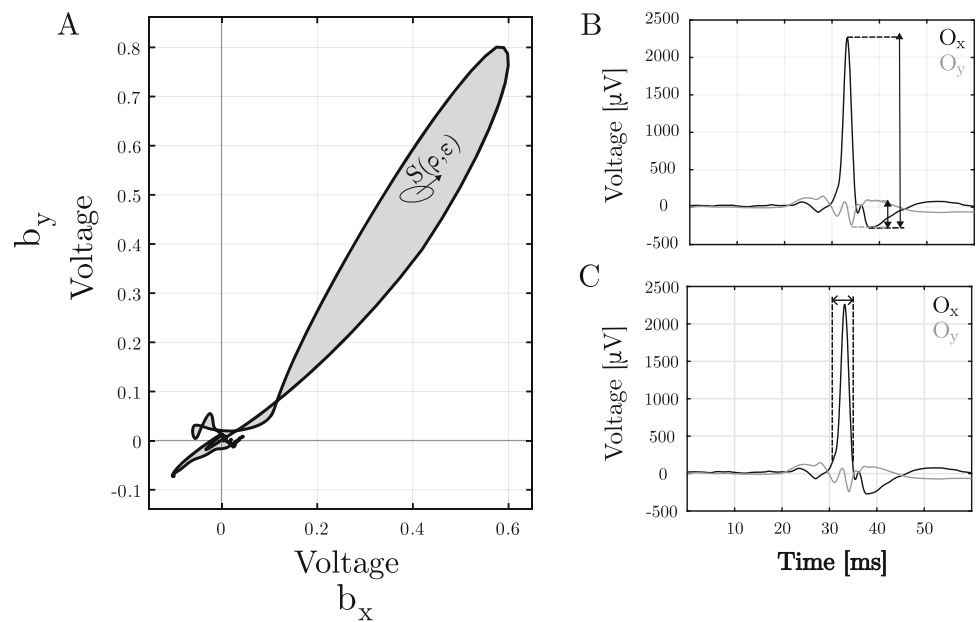 A
0.8
0.7
0.6
0.5
0.4
0.3
0.2
0.1
0
-0.1
b_y
Voltage
S(ρ,ε)
0
0.2
0.4
0.6
Voltage
b_x
B
2500
2000
1500
1000
500
0
-500
Voltage [μV]
O_x
O_y
C
2500
2000
1500
1000
500
0
-500
Voltage [μV]
O_x
O_y
10
20
30
40
50
Time [ms]